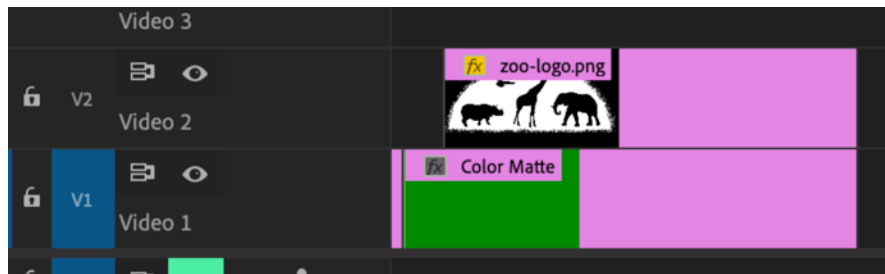 Video 3
fx zoo-logo.png
V2
Video 2
fx Color Matte
V1
Video 1